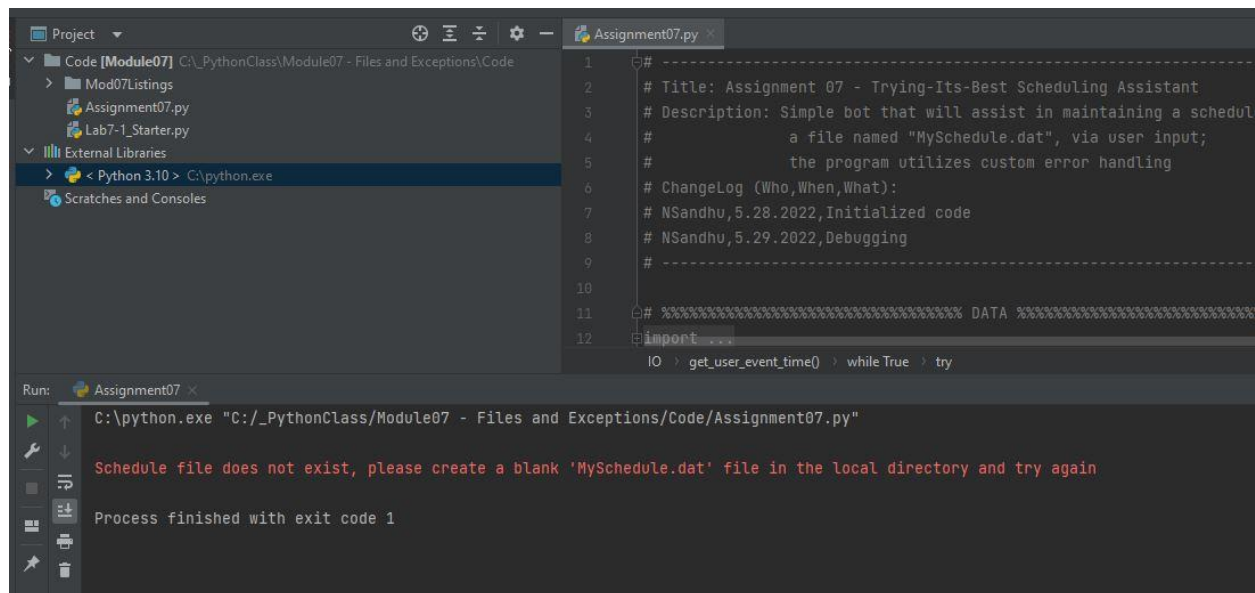 Project
Code [Module07] C:\_PythonClass\Module07 - Files and Exceptions\Code
Mod07Listings
Assignment07.py
Lab7-1_Starter.py
External Libraries
< Python 3.10 > C:\python.exe
Scratches and Consoles
Assignment07.py
1 # ------------------------------------------------------------------
2 # Title: Assignment 07 - Trying-Its-Best Scheduling Assistant
3 # Description: Simple bot that will assist in maintaining a schedul
4 # a file named "MySchedule.dat", via user input;
5 # the program utilizes custom error handling
6 # ChangeLog (Who,When,What):
7 # NSandhu,5.28.2022,Initialized code
8 # NSandhu,5.29.2022,Debugging
9 # ------------------------------------------------------------------
10
11 # %%%%%%%%%%%%%%%%%%%%%%%%%%%%%%%%% DATA %%%%%%%%%%%%%%%%%%%%%%%%%%
12 import ...
IO > get_user_event_time() > while True > try
Run: Assignment07
C:\python.exe "C:/_PythonClass/Module07 - Files and Exceptions/Code/Assignment07.py"
Schedule file does not exist, please create a blank 'MySchedule.dat' file in the local directory and try again
Process finished with exit code 1